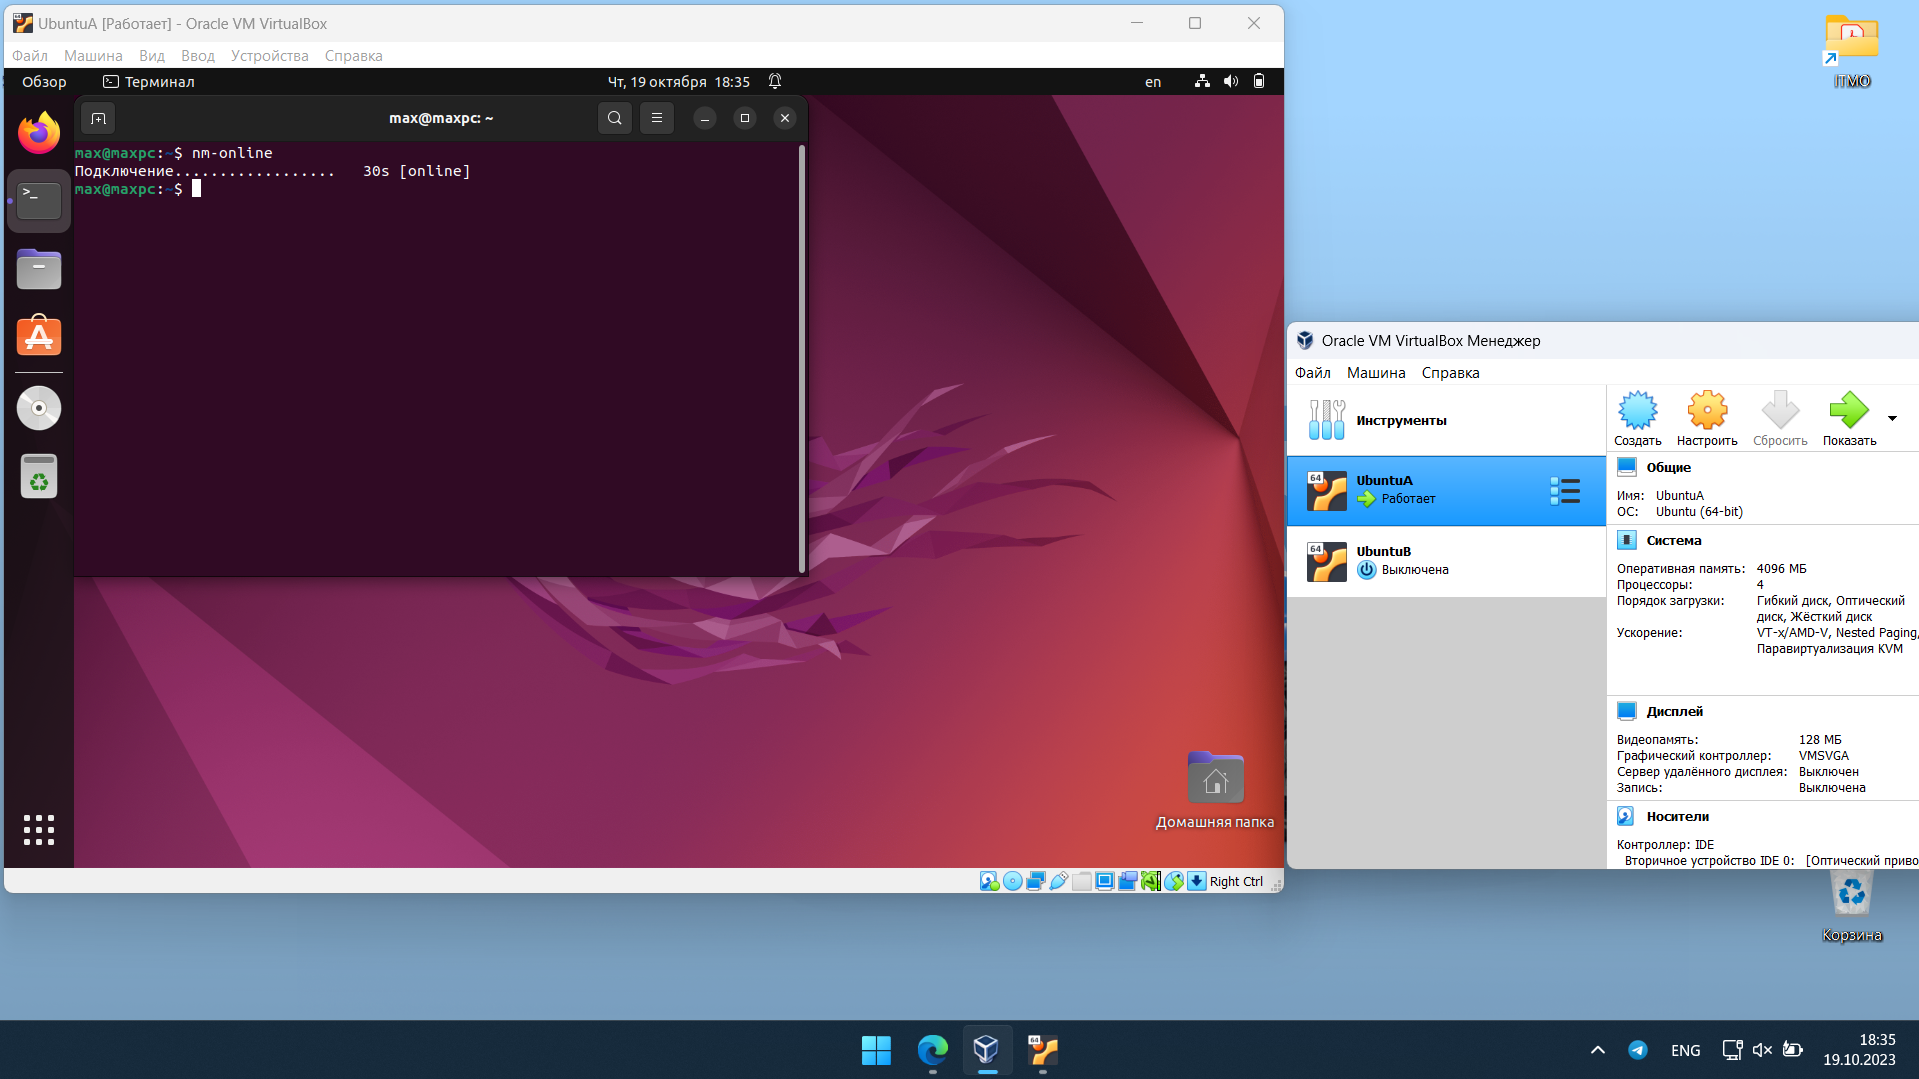 UbuntuA [Работает] - Oracle VM VirtualBox
Файл Машина Вид Ввод Устройства Справка
Обзор Терминал Чт, 19 октября 18:35 en
max@maxpc: ~
max@maxpc:~$ nm-online
Подключение.................. 30s [online]
max@maxpc:~$
Домашняя папка
Right Ctrl
ITMO
Oracle VM VirtualBox Менеджер
Файл Машина Справка
Инструменты
Создать Настроить Сбросить Показать
64
UbuntuA
Работает
64
UbuntuB
Выключена
Общие
Имя: UbuntuA
ОС: Ubuntu (64-bit)
Система
Оперативная память: 4096 МБ
Процессоры: 4
Порядок загрузки: Гибкий диск, Оптический
диск, Жёсткий диск
Ускорение: VT-x/AMD-V, Nested Paging,
Паравиртуализация KVM
Дисплей
Видеопамять: 128 МБ
Графический контроллер: VMSVGA
Сервер удалённого дисплея: Выключен
Запись: Выключена
Носители
Контроллер: IDE
Вторичное устройство IDE 0: [Оптический приво
Корзина
64
ENG
18:35
19.10.2023